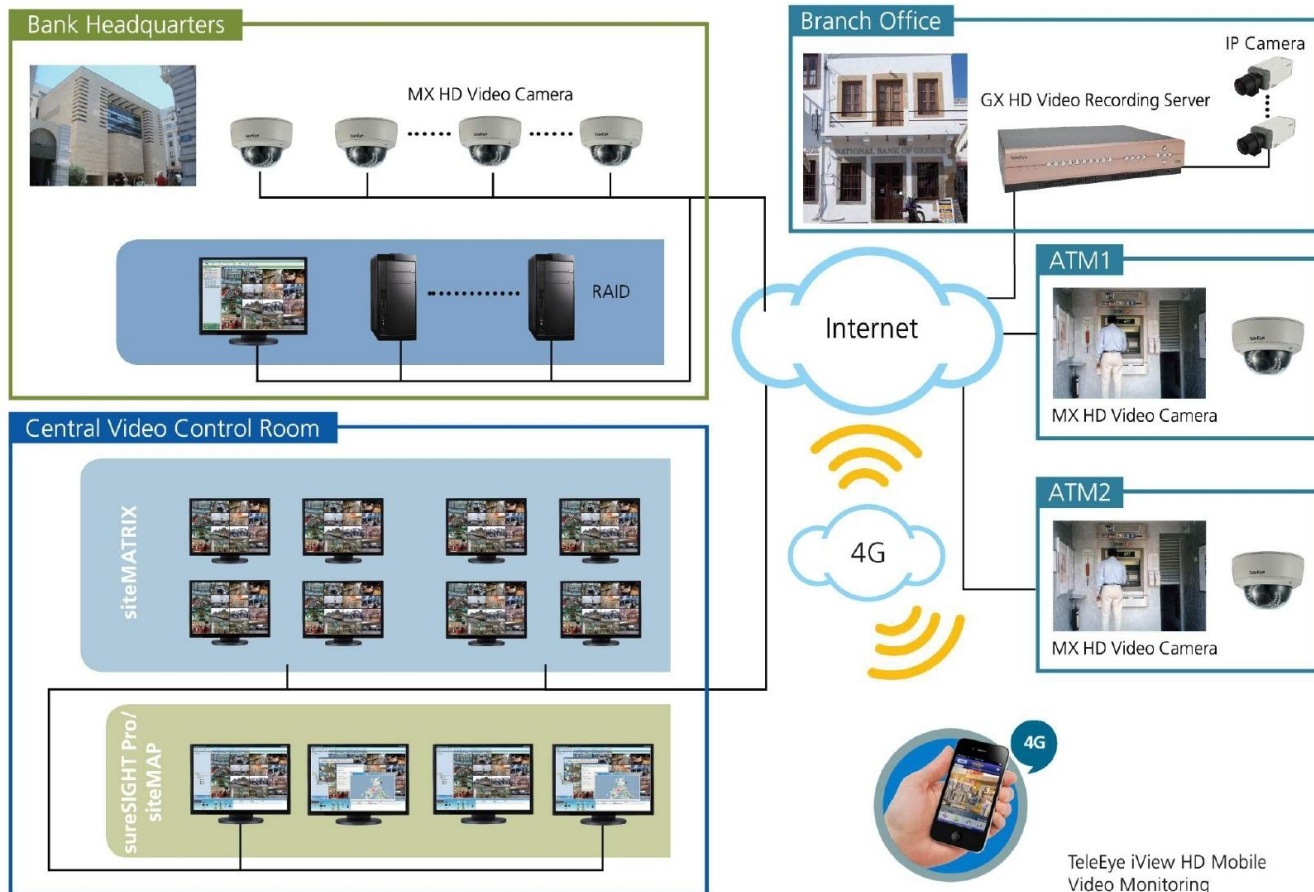 Bank Headquarters
MX HD Video Camera
RAID
Central Video Control Room
siteMATRIX
sureSIGHT Pro/
siteMAP
Branch Office
IP Camera
GX HD Video Recording Server
NATIONAL BANK OF GREECE
Internet
4G
ATM1
MX HD Video Camera
ATM2
MX HD Video Camera
4G
TeleEye iView HD Mobile
Video Monitoring